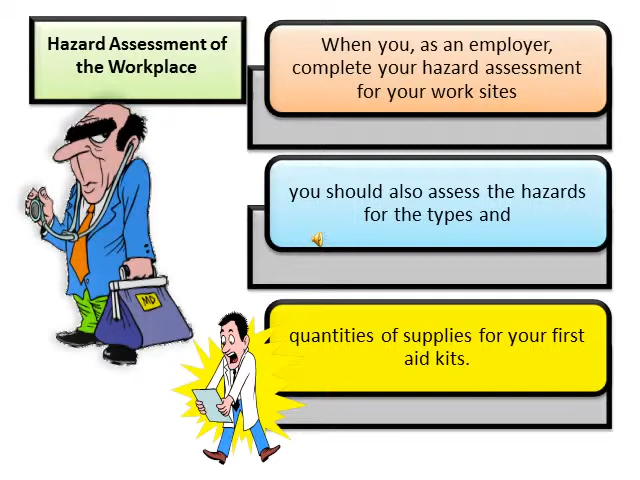 Hazard Assessment of
the Workplace
When you, as an employer,
complete your hazard assessment
for your work sites
you should also assess the hazards
for the types and
MD
quantities of supplies for your first
aid kits.